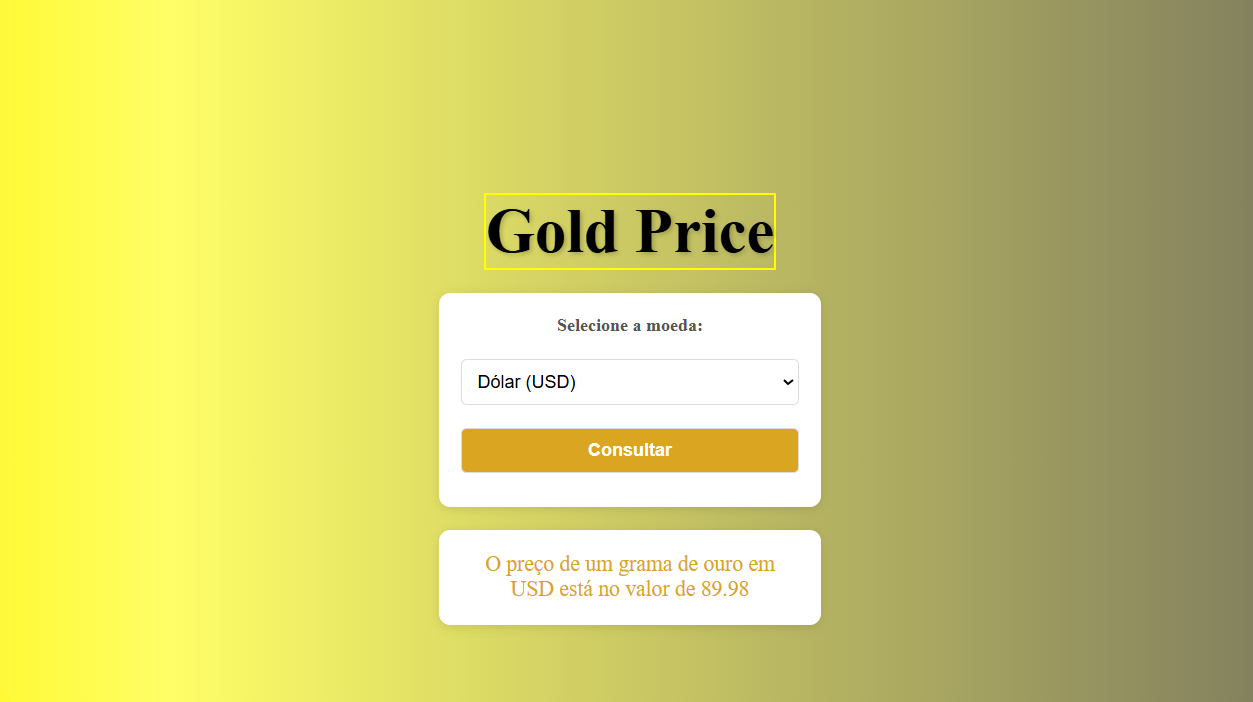 Gold Price
Selecione a moeda:
Dólar (USD)
Consultar
O preço de um grama de ouro em
USD está no valor de 89.98